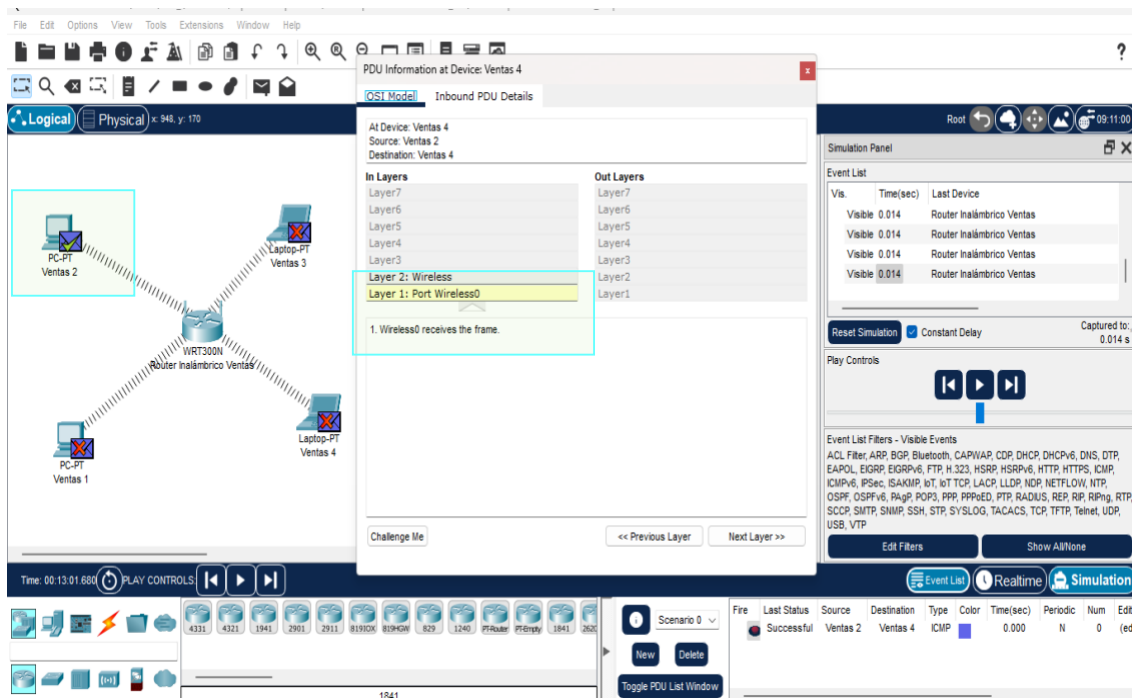 File Edit Options View Tools Extensions Window Help
?
PDU Information at Device: Ventas 4
x
OSI Model Inbound PDU Details
Logical Physical x: 948, y: 170
Root 09:11:00
At Device: Ventas 4
Source: Ventas 2
Destination: Ventas 4
In Layers Out Layers
Layer7 Layer7
Layer6 Layer6
Layer5 Layer5
Layer4 Layer4
Layer3 Layer3
Layer 2: Wireless Layer2
Layer 1: Port Wireless0 Layer1
1. Wireless0 receives the frame.
Challenge Me << Previous Layer Next Layer >>
PC-PT
Ventas 2
Laptop-PT
Ventas 3
WRT300N
Router Inalámbrico Ventas
Laptop-PT
Ventas 4
PC-PT
Ventas 1
Simulation Panel
Event List
Vis. Time(sec) Last Device
Visible 0.014 Router Inalámbrico Ventas
Visible 0.014 Router Inalámbrico Ventas
Visible 0.014 Router Inalámbrico Ventas
Visible 0.014 Router Inalámbrico Ventas
Reset Simulation Constant Delay Captured to:
0.014 s
Play Controls
Event List Filters - Visible Events
ACL Filter, ARP, BGP, Bluetooth, CAPWAP, CDP, DHCP, DHCPv6, DNS, DTP,
EAPOL, EIGRP, EIGRPv6, FTP, H.323, HSRP, HSRPv6, HTTP, HTTPS, ICMP,
ICMPv6, IPSec, ISAKMP, IoT, IoT TCP, LACP, LLDP, NDP, NETFLOW, NTP,
OSPF, OSPFv6, PAgP, POP3, PPP, PPPoED, PTP, RADIUS, REP, RIP, RIPng, RTP,
SCCP, SMTP, SNMP, SSH, STP, SYSLOG, TACACS, TCP, TFTP, Telnet, UDP,
USB, VTP
Edit Filters Show All/None
Time: 00:13:01.680 PLAY CONTROLS:
Event List Realtime Simulation
4331 4321 1941 2901 2911 819IOX 819HGW 829 1240 PT-Router PT-Empty 1841 2620
1841
Scenario 0
New Delete
Toggle PDU List Window
Fire Last Status Source Destination Type Color Time(sec) Periodic Num Edit
Successful Ventas 2 Ventas 4 ICMP 0.000 N 0 (ed